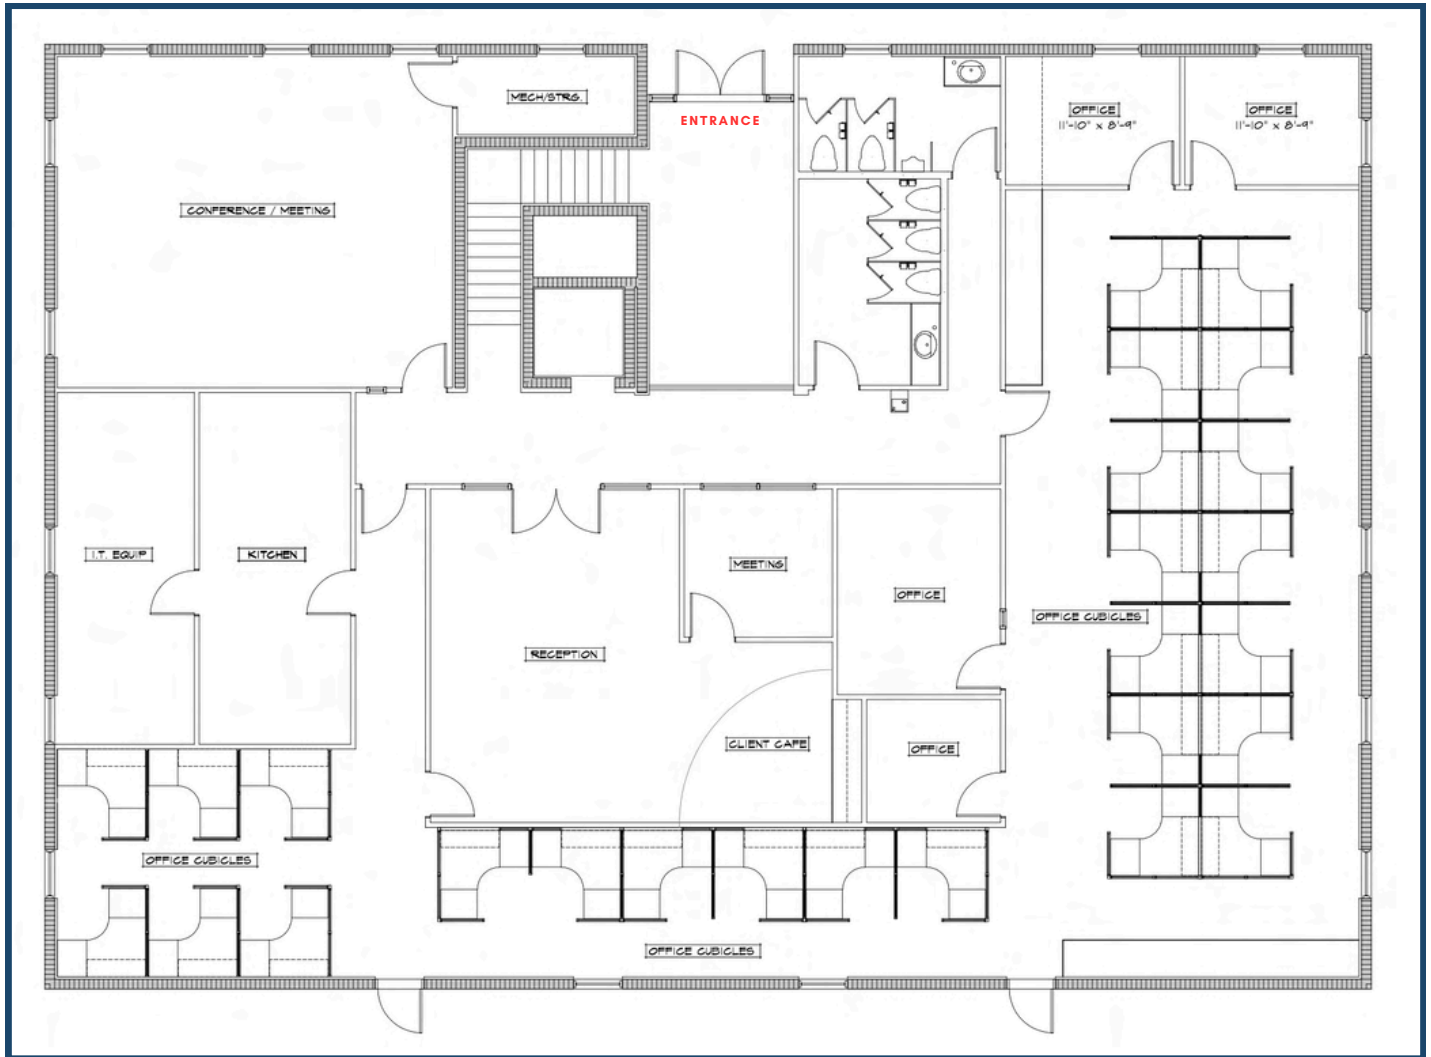 MECH/STRG.
ENTRANCE
OFFICE
11'-10" x 8'-9"
OFFICE
11'-10" x 8'-9"
CONFERENCE / MEETING
I.T. EQUIP
KITCHEN
MEETING
OFFICE
OFFICE CUBICLES
RECEPTION
CLIENT CAFE
OFFICE
OFFICE CUBICLES
OFFICE CUBICLES